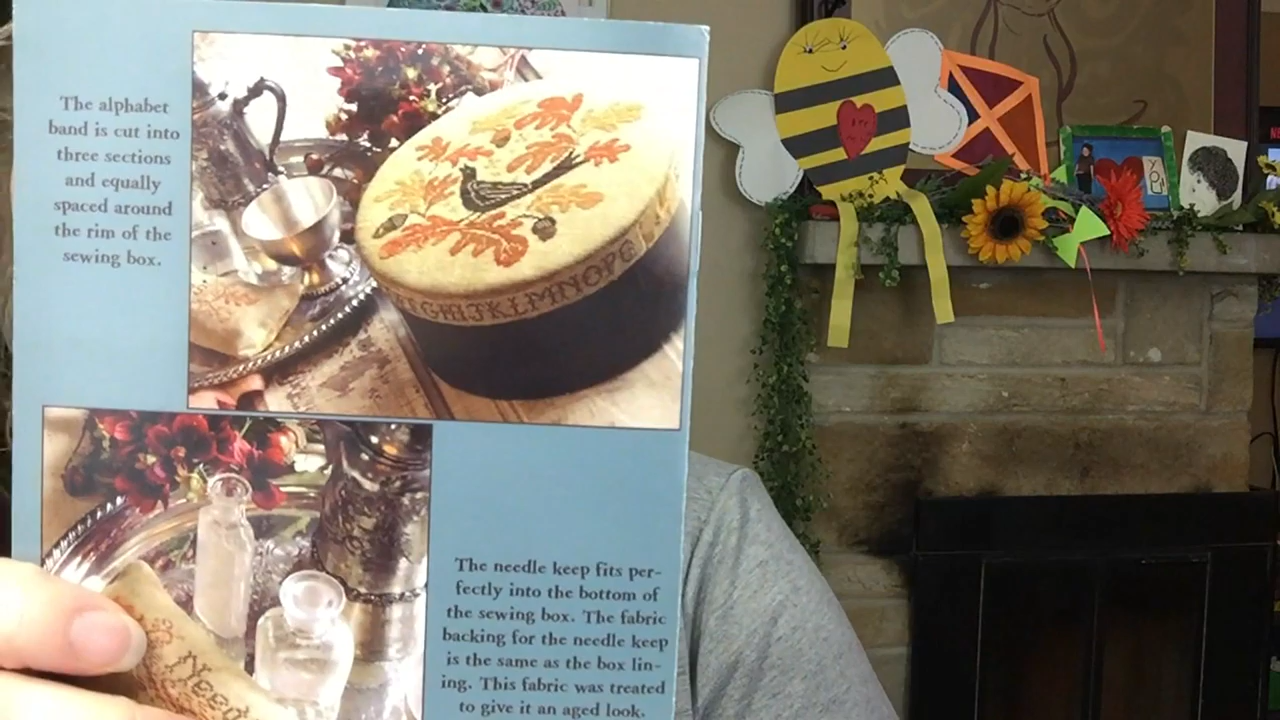 The alphabet
band is cut into
three sections
and equally
spaced around
the rim of the
sewing box.
GHIJKLMNOPQ
The needle keep fits per-
fectly into the bottom of
the sewing box. The fabric
backing for the needle keep
is the same as the box lin-
ing. This fabric was treated
to give it an aged look.
Need